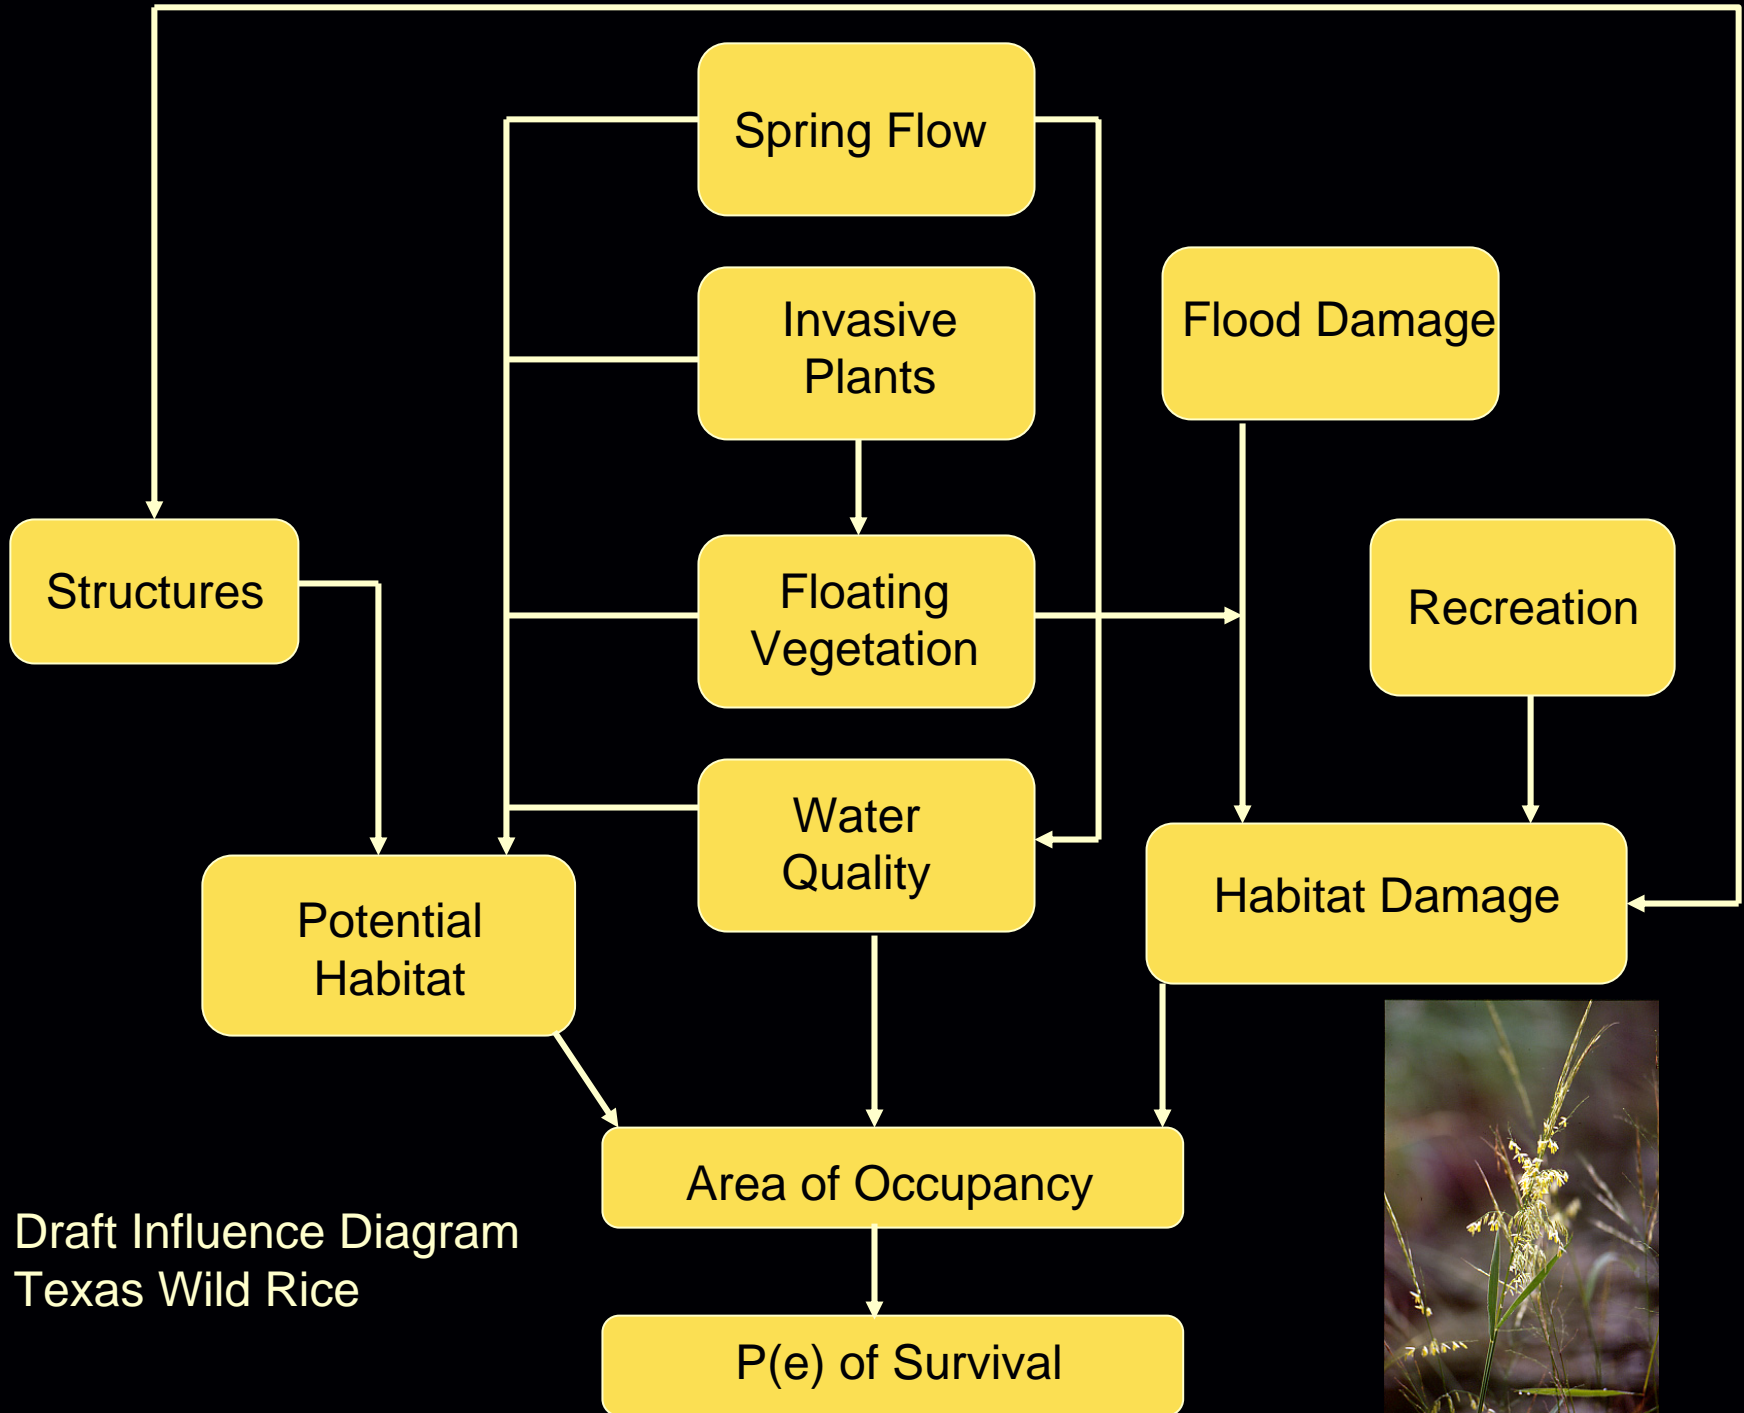 Spring Flow
Invasive
Plants
Flood Damage
Structures
Floating
Vegetation
Recreation
Water
Quality
Habitat Damage
Potential
Habitat
Area of Occupancy
Draft Influence Diagram
Texas Wild Rice
P(e) of Survival